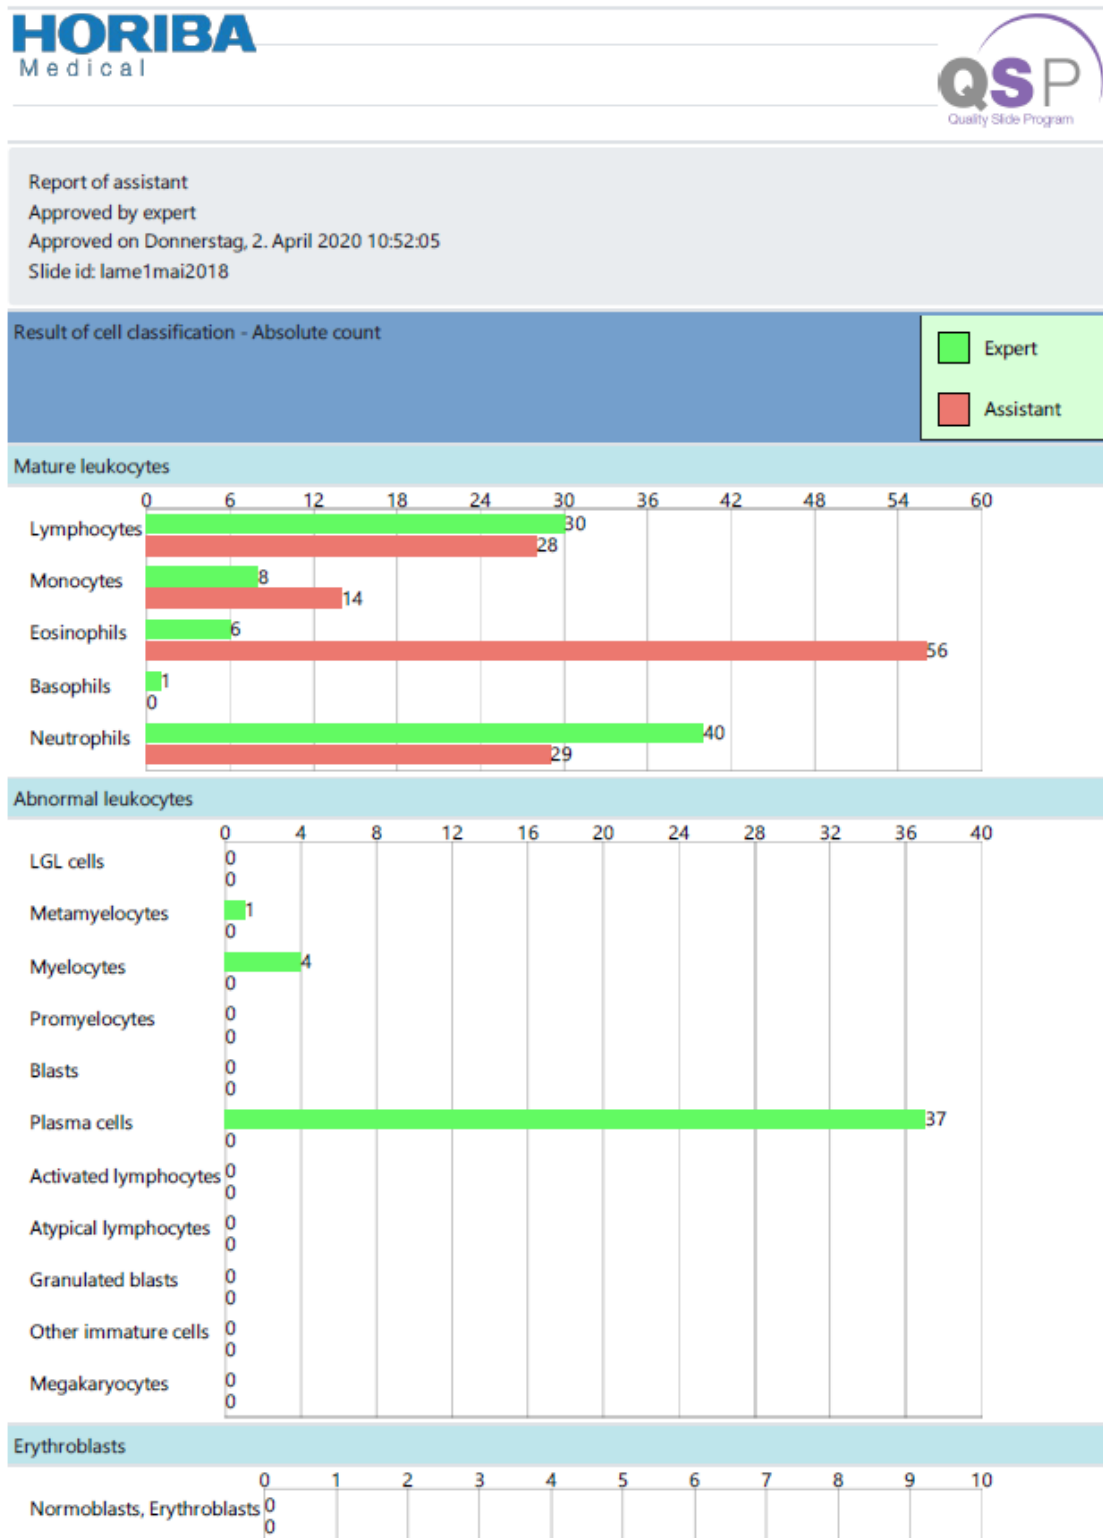 HORIBA
Medical
QSP
Quality Slide Program
Report of assistant
Approved by expert
Approved on Donnerstag, 2. April 2020 10:52:05
Slide id: lame1mai2018
Result of cell classification - Absolute count
Expert
Assistant
Mature leukocytes
0 6 12 18 24 30 36 42 48 54 60
Lymphocytes 30
28
Monocytes 8
14
Eosinophils 6
56
Basophils 1
0
Neutrophils 40
29
Abnormal leukocytes
0 4 8 12 16 20 24 28 32 36 40
LGL cells 0
0
Metamyelocytes 1
0
Myelocytes 4
0
Promyelocytes 0
0
Blasts 0
0
Plasma cells 37
0
Activated lymphocytes 0
0
Atypical lymphocytes 0
0
Granulated blasts 0
0
Other immature cells 0
0
Megakaryocytes 0
0
Erythroblasts
0 1 2 3 4 5 6 7 8 9 10
Normoblasts, Erythroblasts 0
0